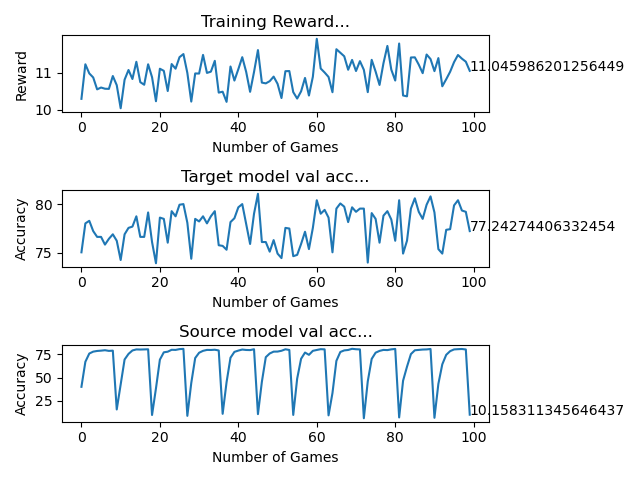 Training Reward...
11
10
Reward
11.045986201256449
0 20 40 60 80 100
Number of Games
Target model val acc...
80
75
Accuracy
77.24274406332454
0 20 40 60 80 100
Number of Games
Source model val acc...
75
50
25
Accuracy
10.158311345646437
0 20 40 60 80 100
Number of Games